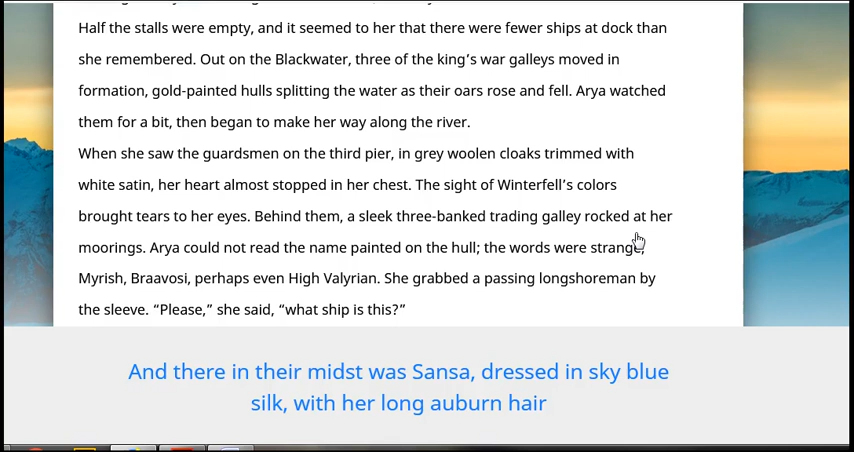 Half the stalls were empty, and it seemed to her that there were fewer ships at dock than
she remembered. Out on the Blackwater, three of the king’s war galleys moved in
formation, gold-painted hulls splitting the water as their oars rose and fell. Arya watched
them for a bit, then began to make her way along the river.
When she saw the guardsmen on the third pier, in grey woolen cloaks trimmed with
white satin, her heart almost stopped in her chest. The sight of Winterfell’s colors
brought tears to her eyes. Behind them, a sleek three-banked trading galley rocked at her
moorings. Arya could not read the name painted on the hull; the words were strange,
Myrish, Braavosi, perhaps even High Valyrian. She grabbed a passing longshoreman by
the sleeve. “Please,” she said, “what ship is this?”
And there in their midst was Sansa, dressed in sky blue
silk, with her long auburn hair